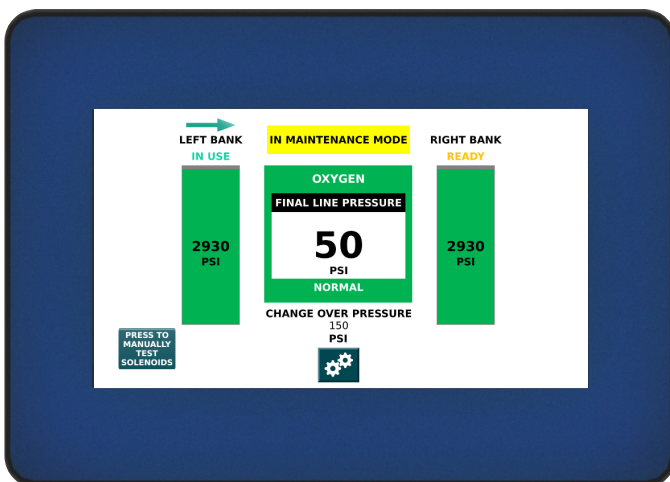 LEFT BANK
IN USE
2930
PSI
IN MAINTENANCE MODE
OXYGEN
FINAL LINE PRESSURE
50
PSI
NORMAL
CHANGE OVER PRESSURE
150
PSI
RIGHT BANK
READY
2930
PSI
PRESS TO
MANUALLY
TEST
SOLENOIDS